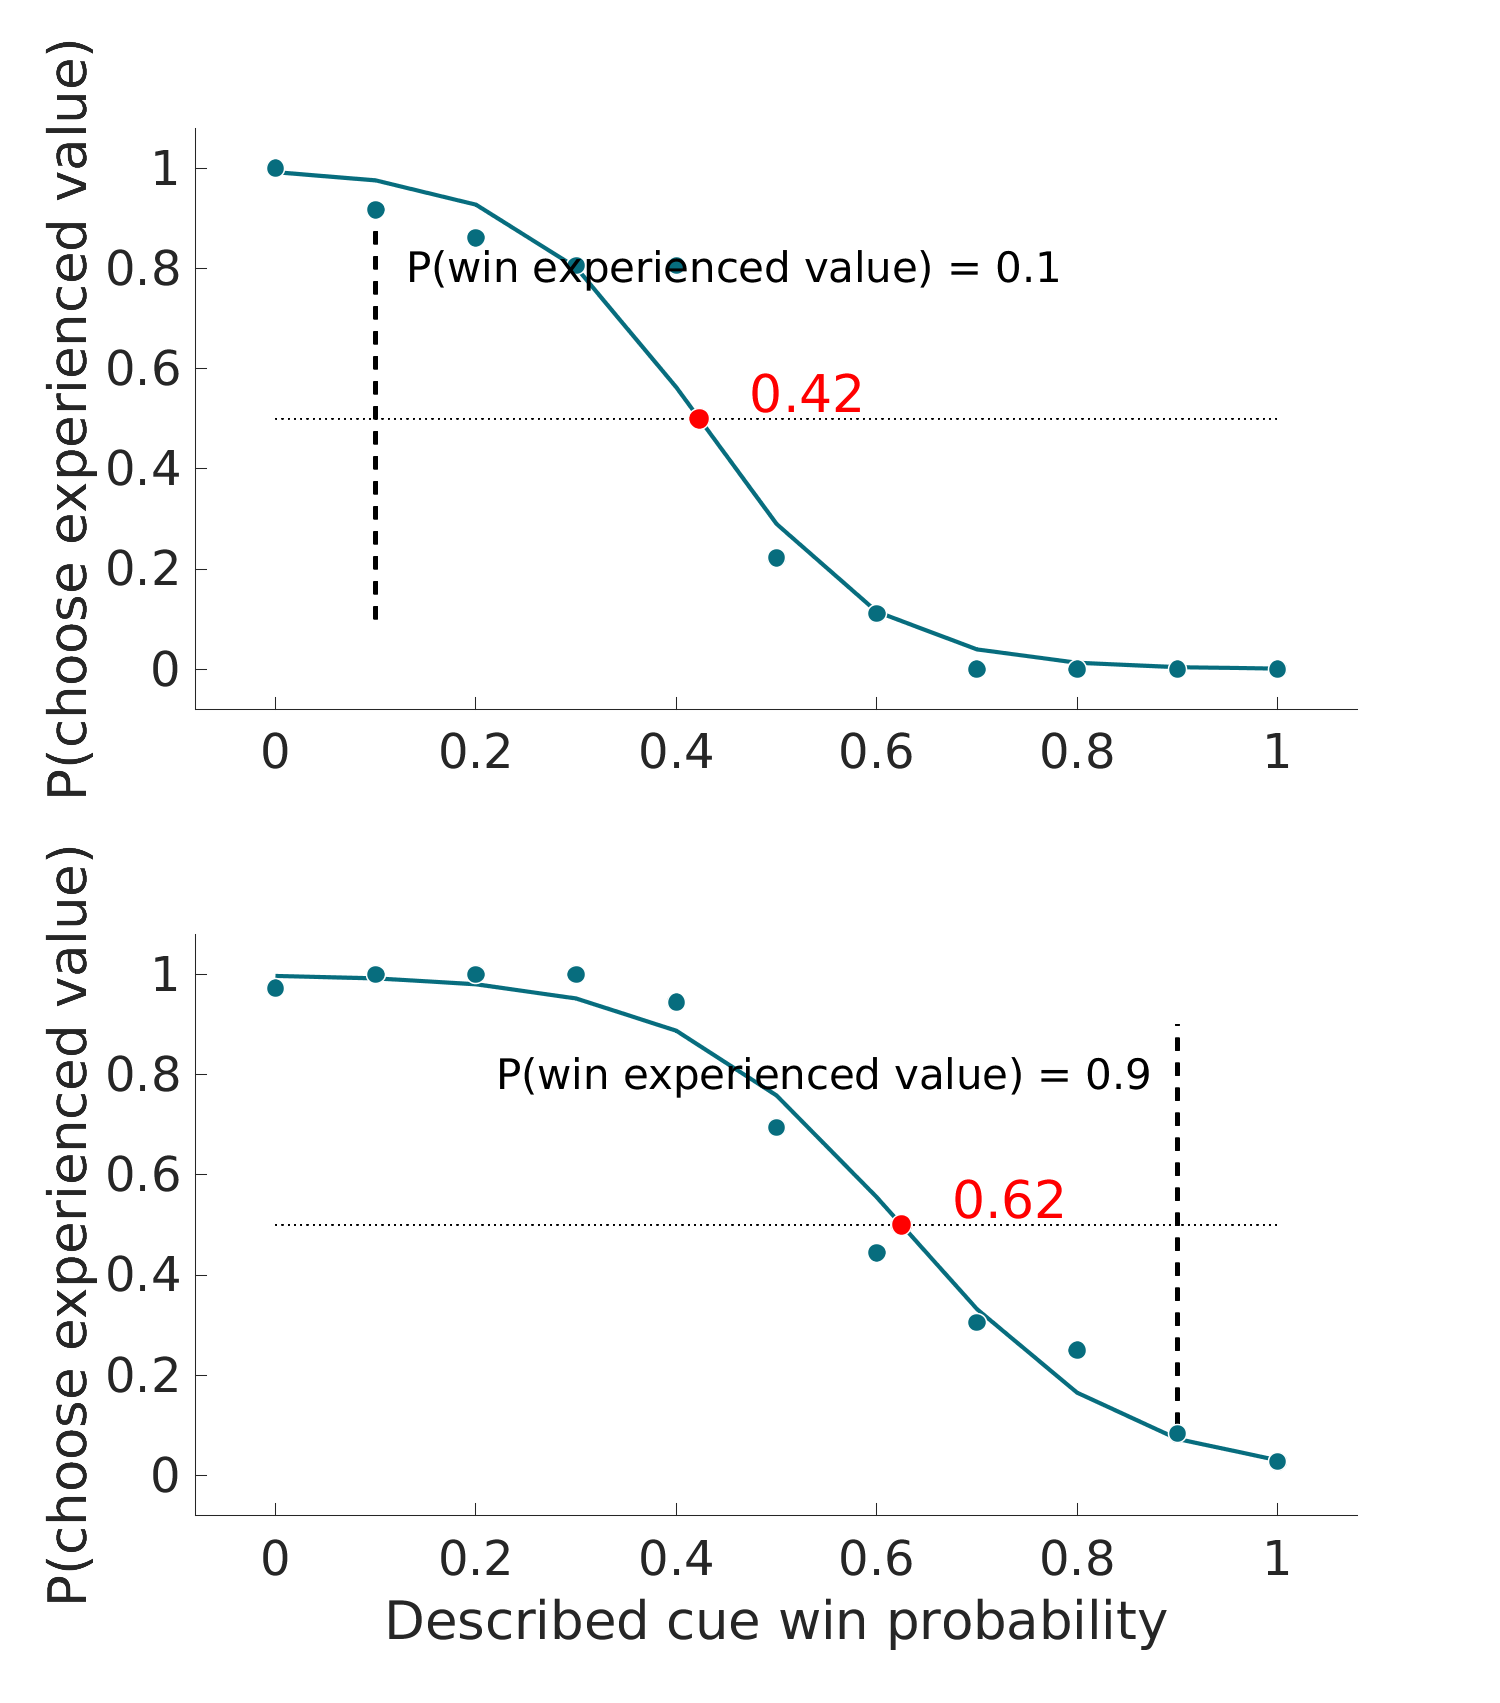 P(choose experienced value)
1
0.8
0.6
0.4
0.2
0
P(win experienced value) = 0.1
0.42
0 0.2 0.4 0.6 0.8 1
P(choose experienced value)
1
0.8
0.6
0.4
0.2
0
P(win experienced value) = 0.9
0.62
0 0.2 0.4 0.6 0.8 1
Described cue win probability